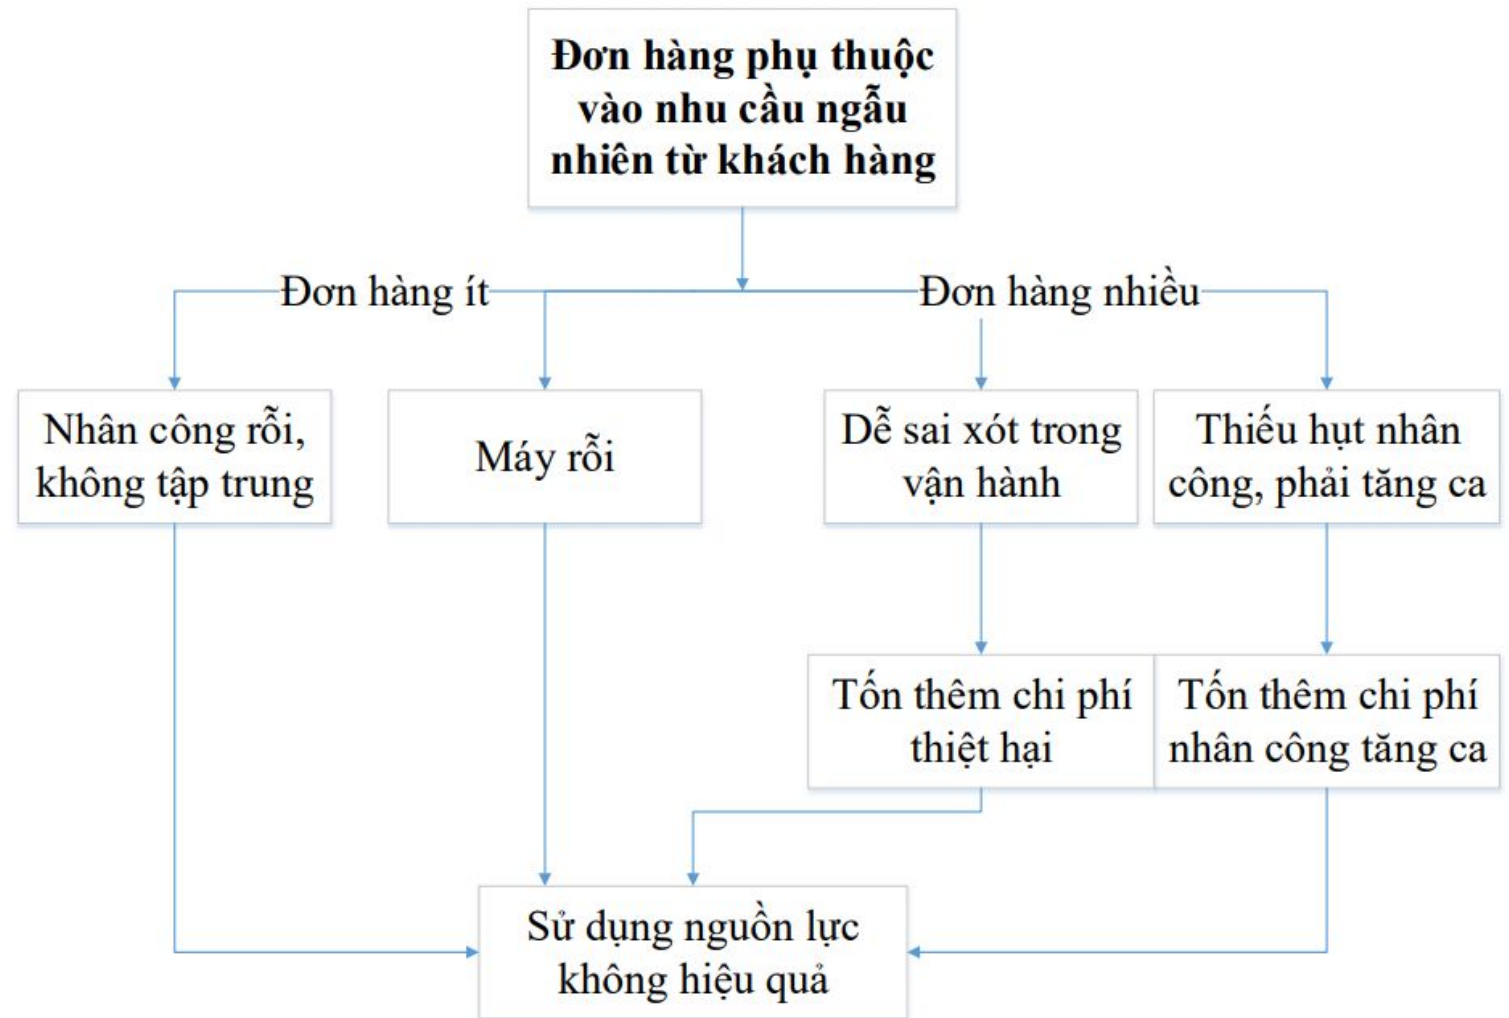 Đơn hàng phụ thuộc
vào nhu cầu ngẫu
nhiên từ khách hàng
Đơn hàng ít
Đơn hàng nhiều
Nhân công rỗi,
không tập trung
Máy rỗi
Dễ sai xót trong
vận hành
Thiếu hụt nhân
công, phải tăng ca
Tốn thêm chi phí
thiệt hại
Tốn thêm chi phí
nhân công tăng ca
Sử dụng nguồn lực
không hiệu quả